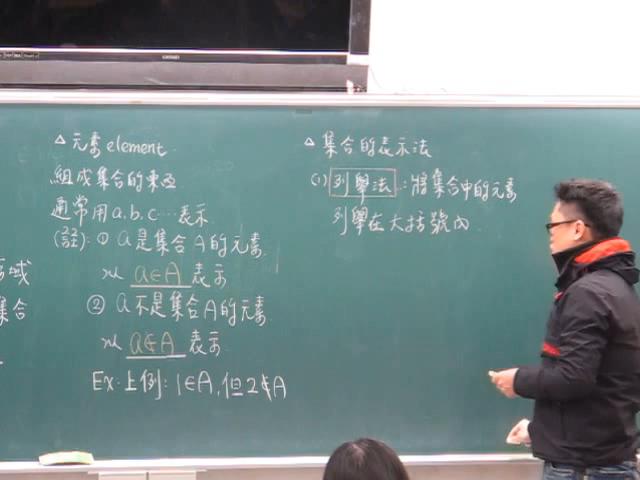 域
集合
△元素 element
組成集合的東西
通常用 a.b.c…表示
(註): ① a是集合A的元素
以 a∈A 表示
② a不是集合A的元素
以 a∉A 表示
Ex.上例: 1∈A, 但2∉A
△集合的表示法
(1) 列舉法: 將集合中的元素
列舉在大括號內